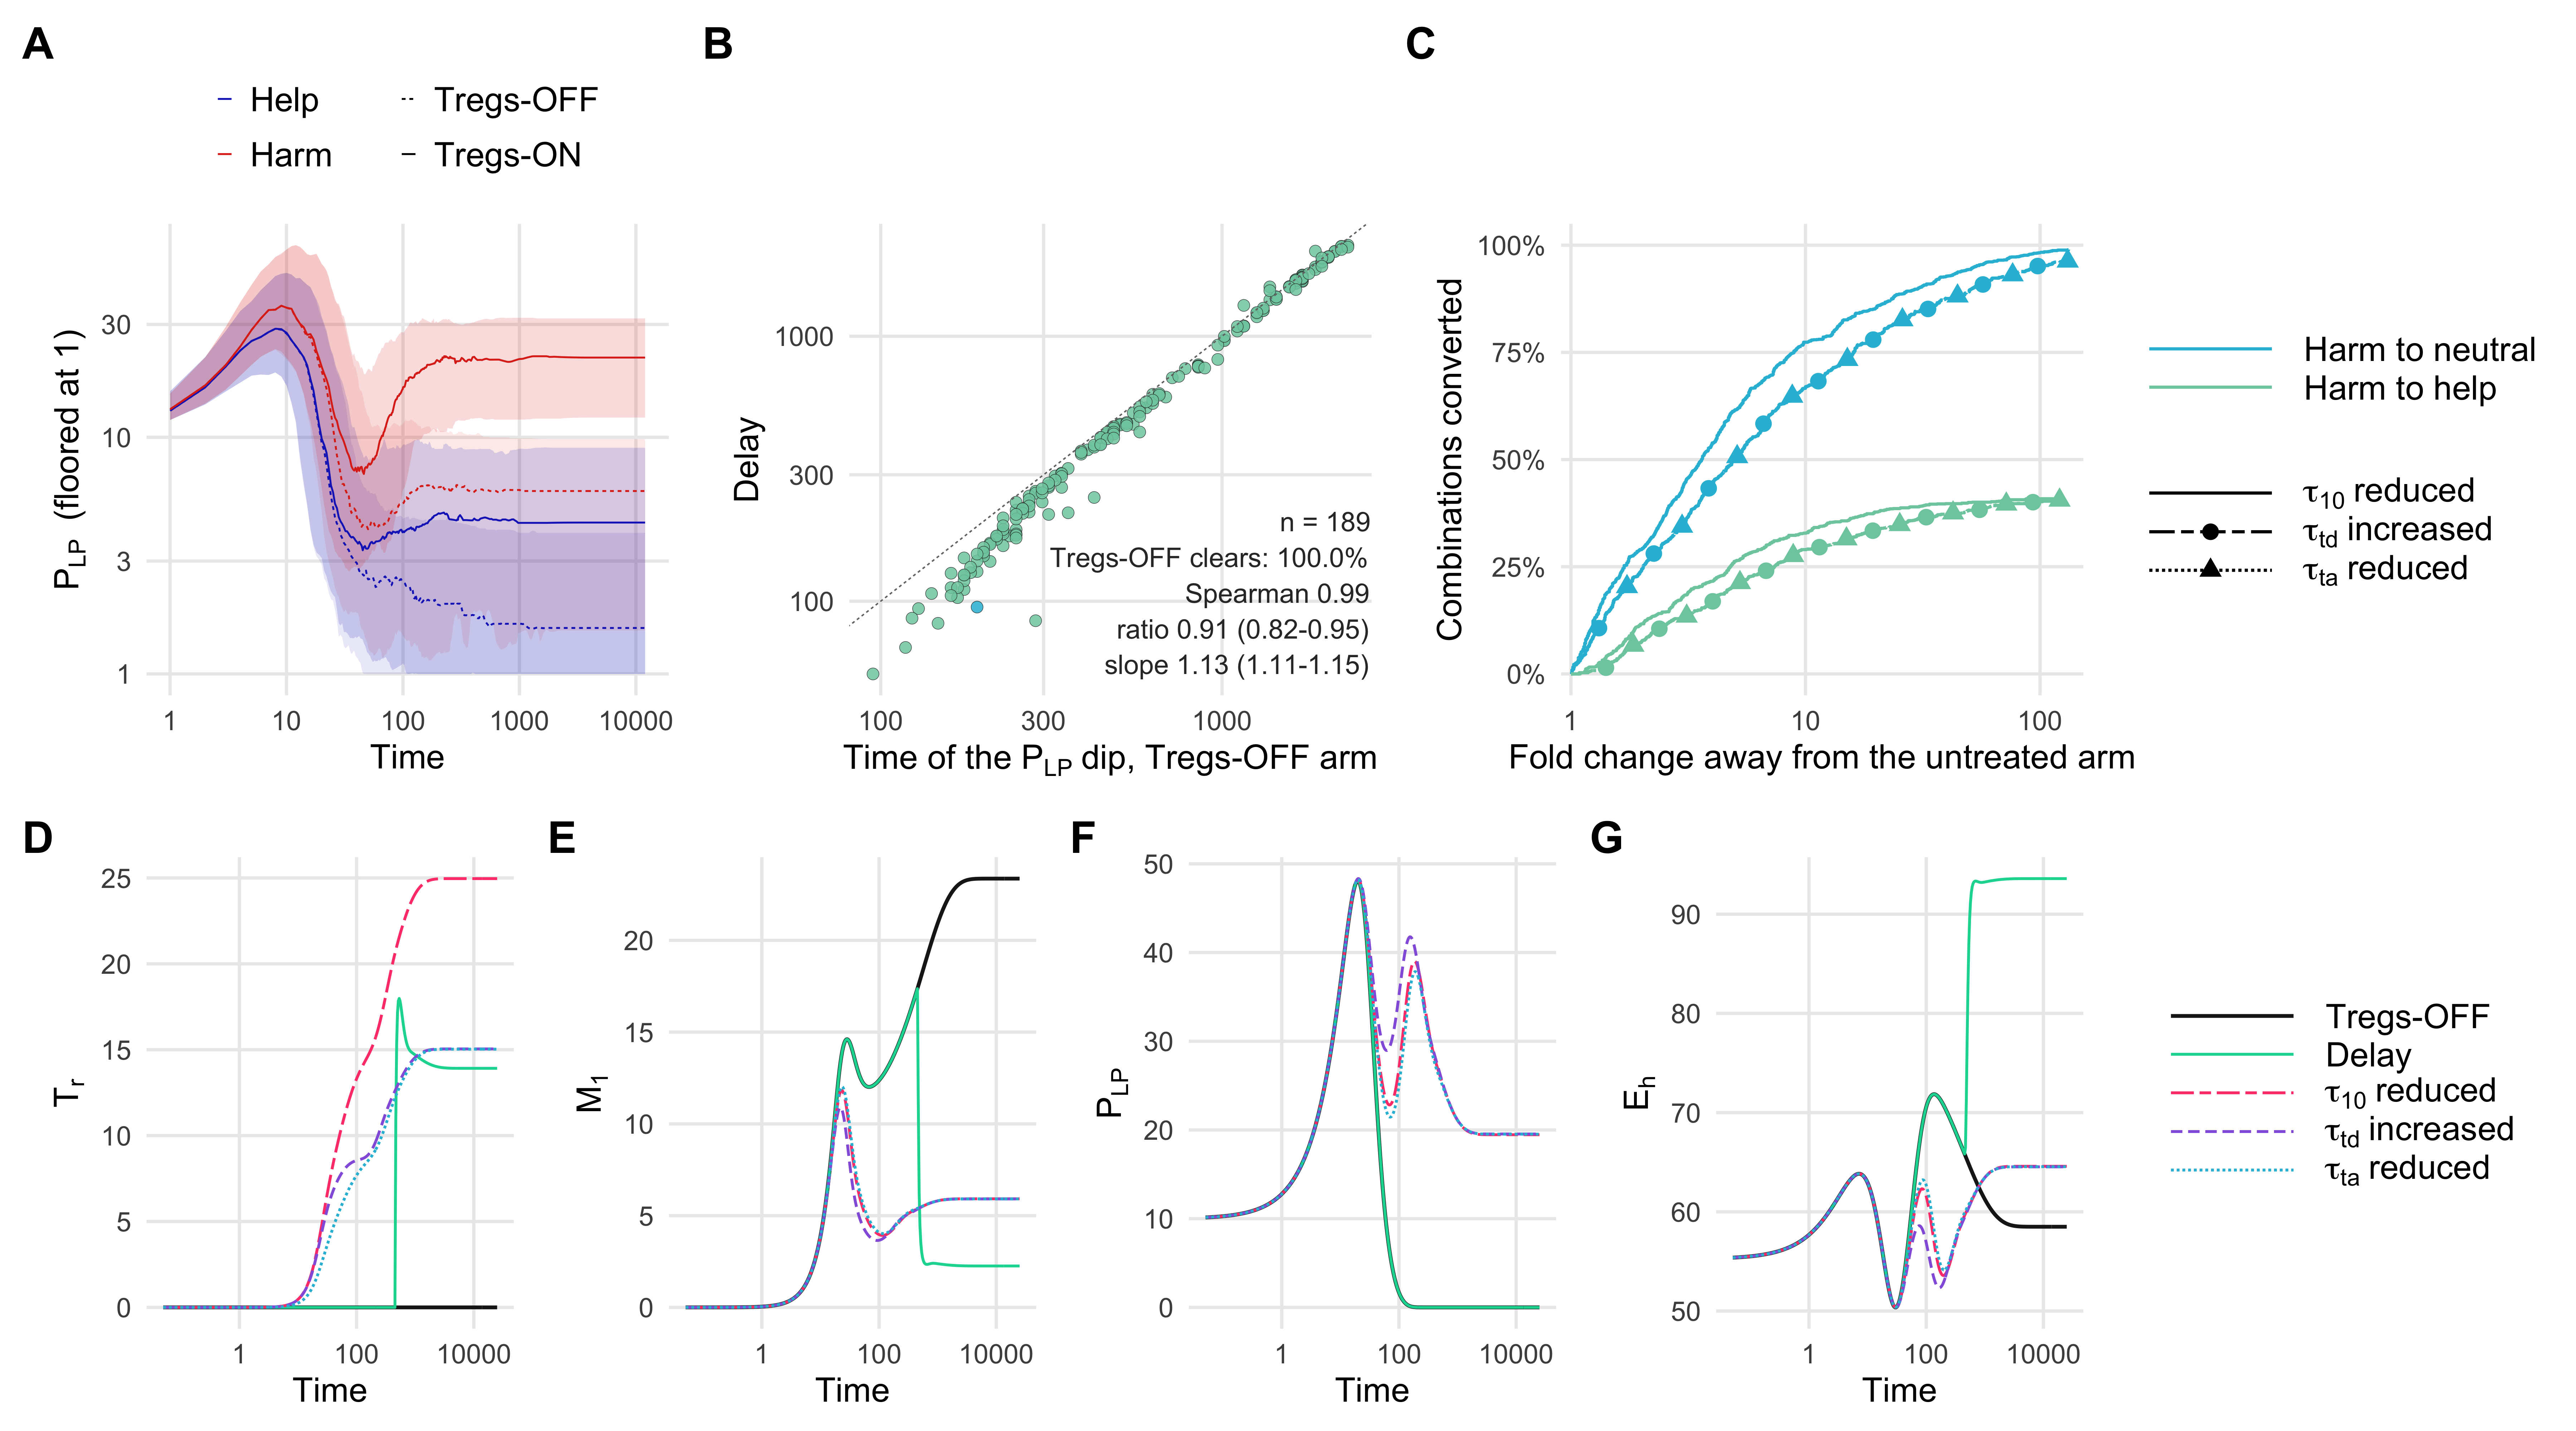 A
Help
Tregs-OFF
Harm
Tregs-ON
P_LP (floored at 1)
30
10
3
1
1
10
100
1000
10000
Time
B
Delay
1000
300
100
n = 189
Tregs-OFF clears: 100.0%
Spearman 0.99
ratio 0.91 (0.82-0.95)
slope 1.13 (1.11-1.15)
100
300
1000
Time of the P_LP dip, Tregs-OFF arm
C
Combinations converted
100%
75%
50%
25%
0%
1
10
100
Fold change away from the untreated arm
Harm to neutral
Harm to help
τ10 reduced
τtd increased
τta reduced
D
Tr
25
20
15
10
5
0
1
100
10000
Time
E
M1
20
15
10
5
0
1
100
10000
Time
F
P_LP
50
40
30
20
10
0
1
100
10000
Time
G
Eh
90
80
70
60
50
1
100
10000
Time
Tregs-OFF
Delay
τ10 reduced
τtd increased
τta reduced